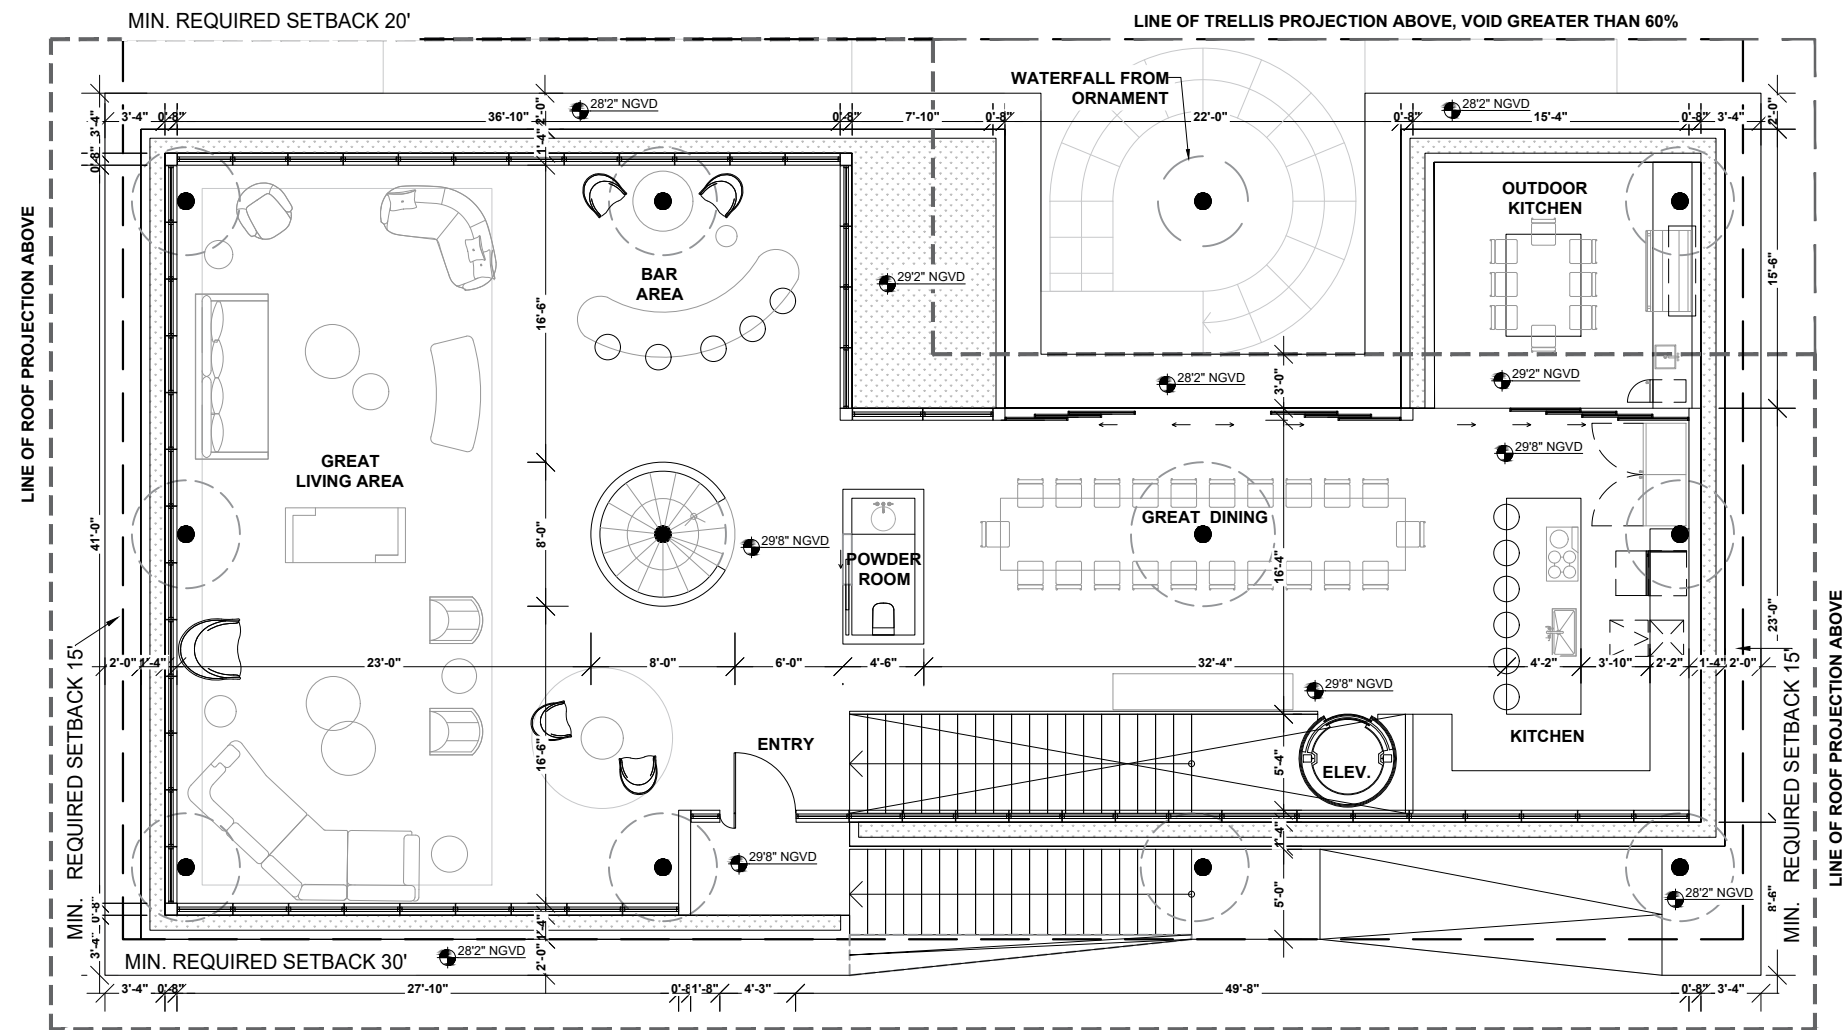 MIN. REQUIRED SETBACK 20'
LINE OF TRELLIS PROJECTION ABOVE, VOID GREATER THAN 60%
WATERFALL FROM
ORNAMENT
28'2" NGVD
28'2" NGVD
3'-4"
0'-8"
36'-10"
0'-8"
7'-10"
0'-8"
22'-0"
0'-8"
15'-4"
0'-8"
3'-4"
2'-0"
1'-4"
2'-0"
3'-4"
0'-8"
OUTDOOR
KITCHEN
BAR
AREA
29'2" NGVD
15'-6"
16'-6"
LINE OF ROOF PROJECTION ABOVE
28'2" NGVD
3'-0"
29'2" NGVD
29'8" NGVD
GREAT
LIVING AREA
GREAT DINING
41'-0"
8'-0"
29'8" NGVD
POWDER
ROOM
16'-4"
23'-0"
LINE OF ROOF PROJECTION ABOVE
2'-0"
1'-4"
23'-0"
8'-0"
6'-0"
4'-6"
32'-4"
4'-2"
3'-10"
2'-2"
1'-4"
2'-0"
29'8" NGVD
MIN. REQUIRED SETBACK 15'
MIN. REQUIRED SETBACK 15'
16'-6"
ENTRY
5'-4"
ELEV.
KITCHEN
1'-4"
29'8" NGVD
5'-0"
28'2" NGVD
8'-6"
0'-8"
3'-4"
1'-4"
2'-0"
MIN. REQUIRED SETBACK 30'
28'2" NGVD
3'-4"
0'-8"
27'-10"
1'-8"
4'-3"
49'-8"
0'-8"
3'-4"